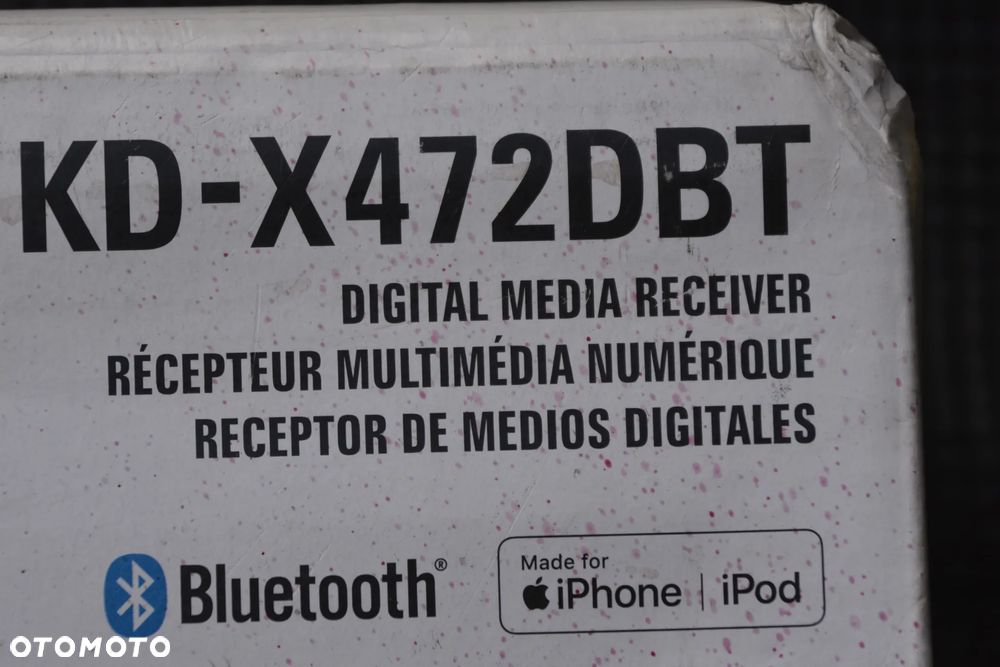 KD-X472DBT
DIGITAL MEDIA RECEIVER
RÉCEPTEUR MULTIMÉDIA NUMÉRIQUE
RECEPTOR DE MEDIOS DIGITALES
Bluetooth®
Made for
iPhone | iPod
OTOMOTO